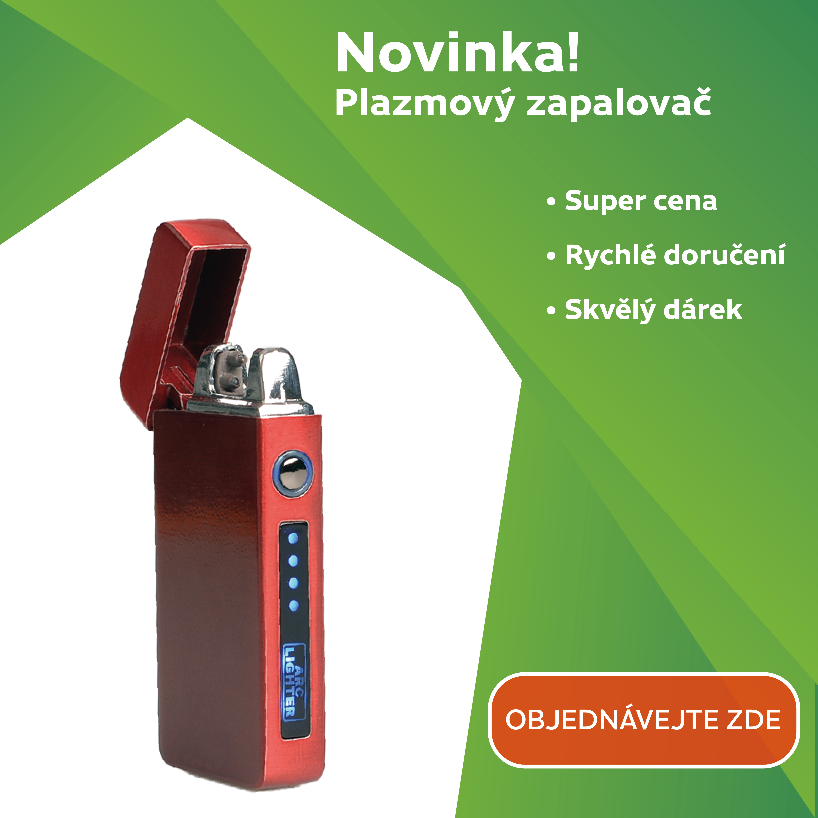 Novinka!
Plazmový zapalovač
• Super cena
• Rychlé doručení
• Skvělý dárek
ARC
LIGHTER
OBJEDNÁVEJTE ZDE